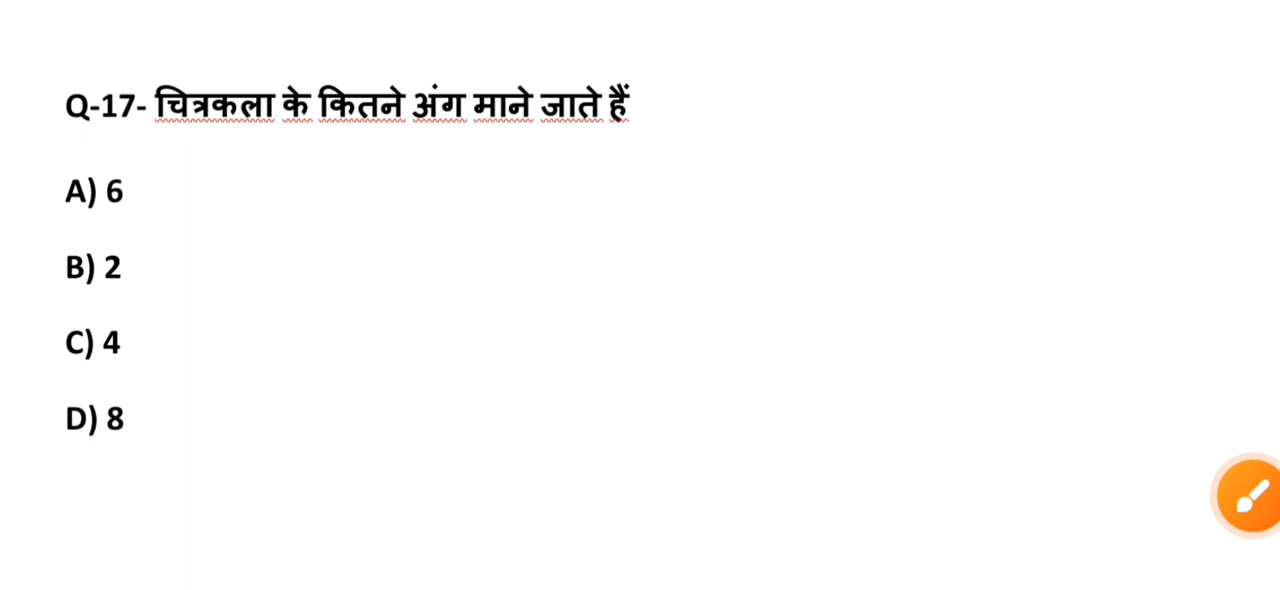 Q-17- चित्रकला के कितने अंग माने जाते हैं
A) 6
B) 2
C) 4
D) 8